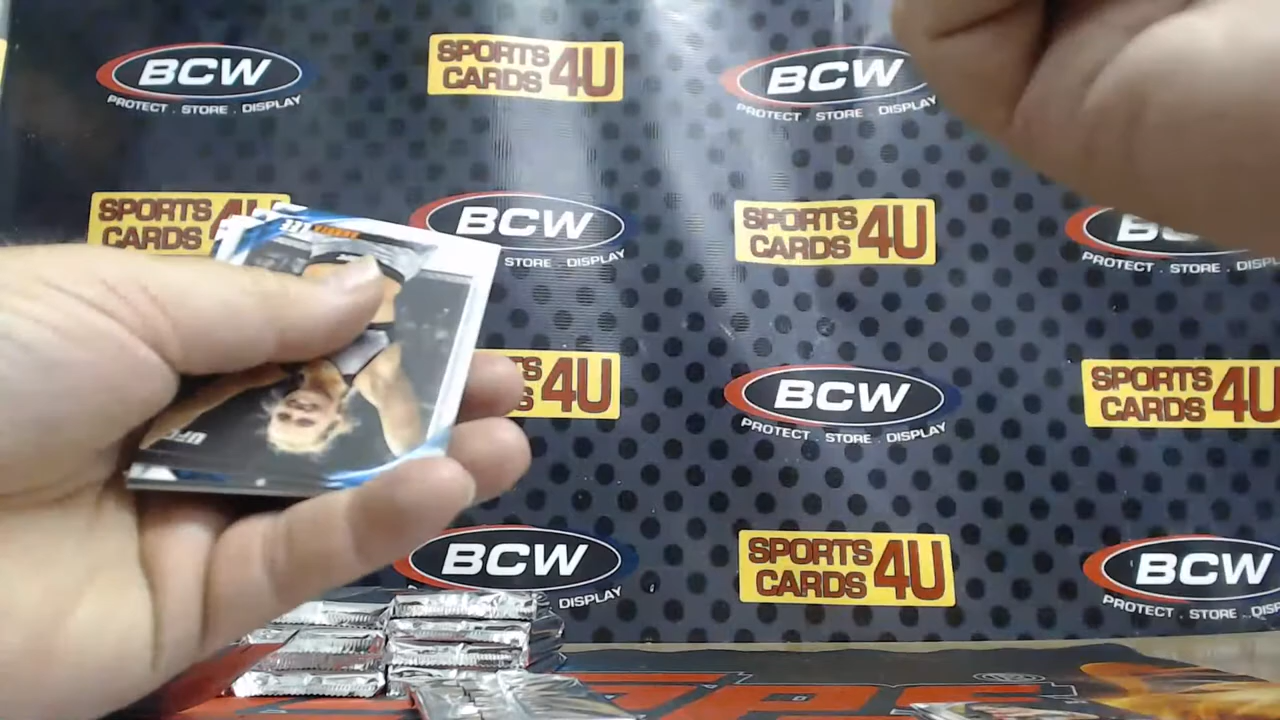 BCW
PROTECT . STORE . DISPLAY
SPORTS
CARDS 4U
BCW
PROTECT . STORE . DISPLAY
SPORTS 4U
CARDS
BCW
STORE . DISPLAY
SPORTS
CARDS 4U
PROTECT . STORE . DISP
UFC
4U
BCW
PROTECT . STORE . DISPLAY
SPORTS
CARDS 4U
BCW
DISPLAY
SPORTS
CARDS 4U
BCW
PROTECT . STORE . DISPLAY